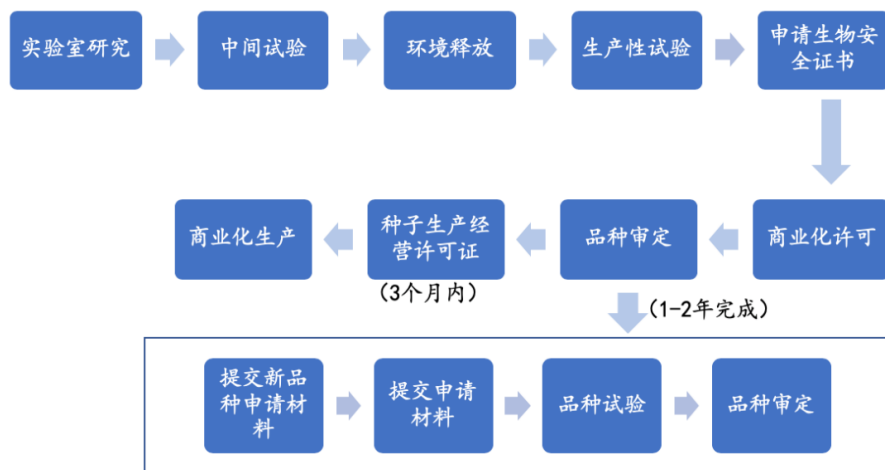 实验室研究
中间试验
环境释放
生产性试验
申请生物安
全证书
商业化生产
种子生产经
营许可证
品种审定
商业化许可
（3个月内）
（1-2年完成）
提交新品
种申请材
料
提交申请
材料
品种试验
品种审定